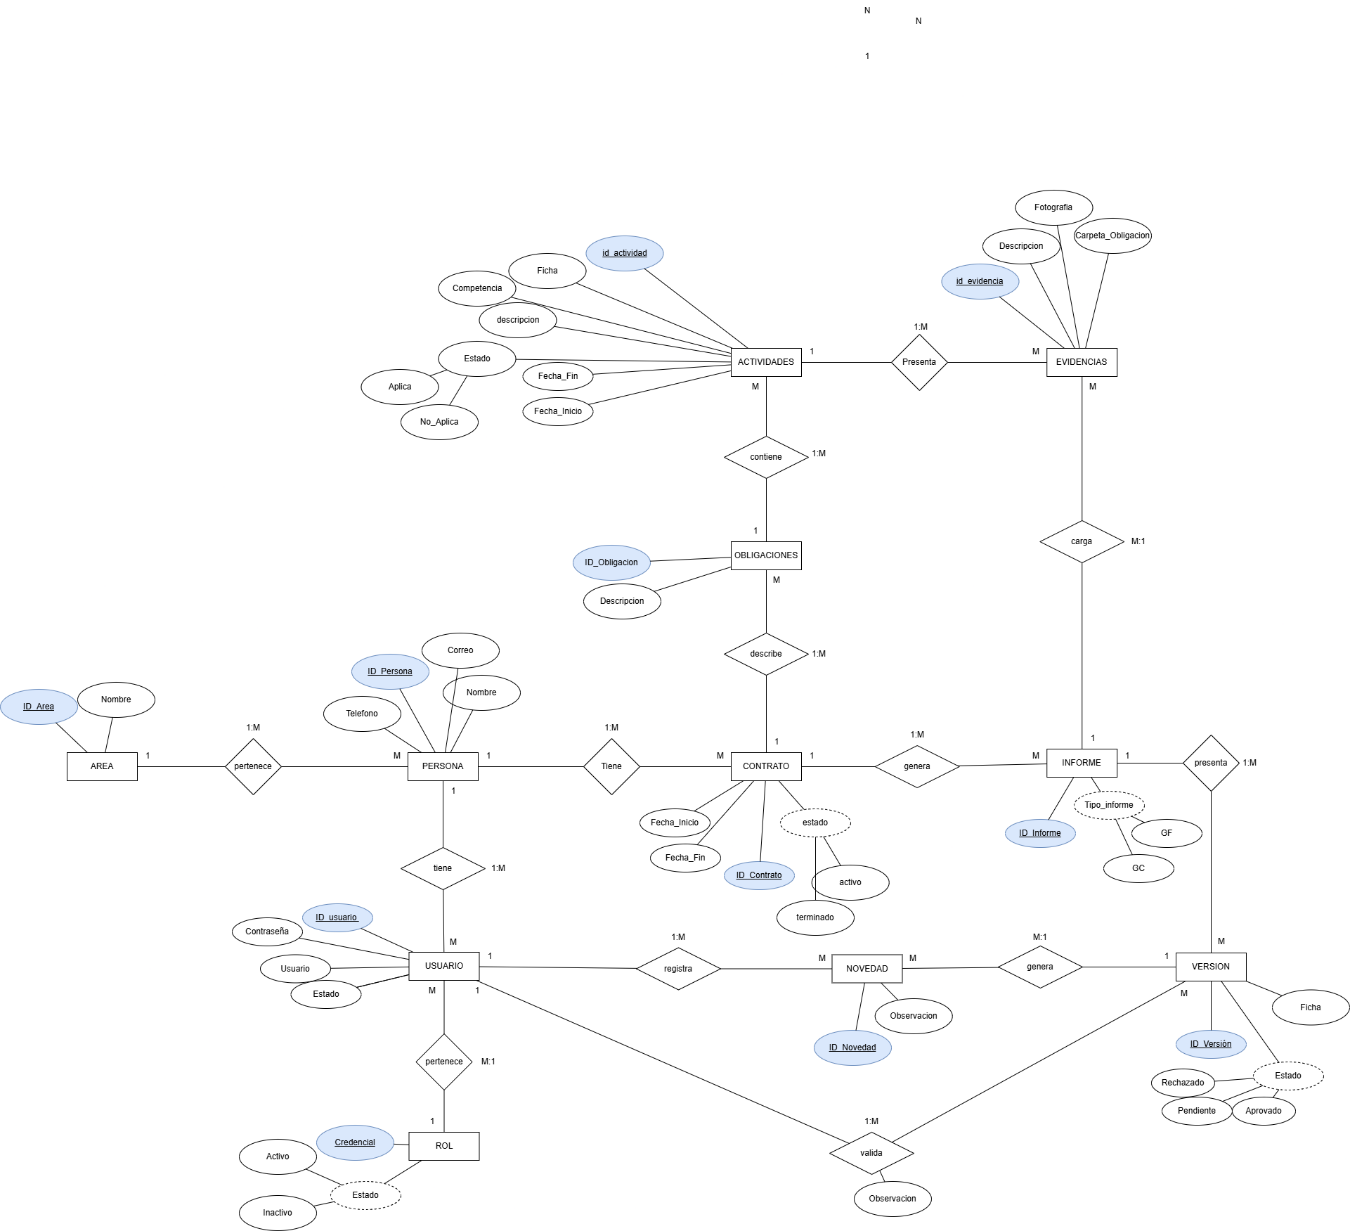 N
N
1
Fotografia
Carpeta_Obligacion
Descripcion
id_actividad
Ficha
id_evidencia
Competencia
descripcion
1:M
ACTIVIDADES
1
Presenta
M
EVIDENCIAS
Estado
Aplica
Fecha_Fin
No_Aplica
Fecha_Inicio
M
M
contiene
1:M
1
carga
M:1
OBLIGACIONES
ID_Obligacion
Descripcion
M
describe
1:M
Correo
ID_Persona
Nombre
Telefono
ID_Area
Nombre
1:M
1:M
1:M
1
1
AREA
1
pertenece
M
PERSONA
1
Tiene
M
CONTRATO
1
genera
M
INFORME
1
presenta
1:M
1
Fecha_Inicio
estado
Tipo_informe
Fecha_Fin
ID_Informe
GF
tiene
1:M
ID_Contrato
activo
GC
terminado
ID_usuario
Contraseña
M
1:M
M:1
M
Usuario
USUARIO
1
registra
M
NOVEDAD
M
genera
1
VERSION
Estado
M
1
M
Observacion
Ficha
ID_Novedad
ID_Versión
pertenece
M:1
Estado
Rechazado
Pendiente
Aprovado
1
1:M
Credencial
ROL
valida
Activo
Estado
Observacion
Inactivo